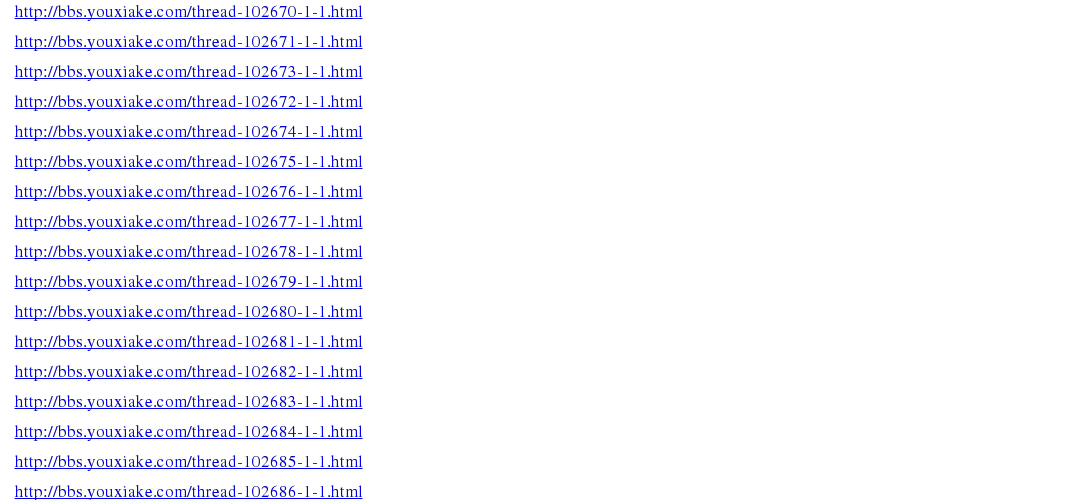 http://bbs.youxiake.com/thread-102670-1-1.html
http://bbs.youxiake.com/thread-102671-1-1.html
http://bbs.youxiake.com/thread-102673-1-1.html
http://bbs.youxiake.com/thread-102672-1-1.html
http://bbs.youxiake.com/thread-102674-1-1.html
http://bbs.youxiake.com/thread-102675-1-1.html
http://bbs.youxiake.com/thread-102676-1-1.html
http://bbs.youxiake.com/thread-102677-1-1.html
http://bbs.youxiake.com/thread-102678-1-1.html
http://bbs.youxiake.com/thread-102679-1-1.html
http://bbs.youxiake.com/thread-102680-1-1.html
http://bbs.youxiake.com/thread-102681-1-1.html
http://bbs.youxiake.com/thread-102682-1-1.html
http://bbs.youxiake.com/thread-102683-1-1.html
http://bbs.youxiake.com/thread-102684-1-1.html
http://bbs.youxiake.com/thread-102685-1-1.html
http://bbs.youxiake.com/thread-102686-1-1.html